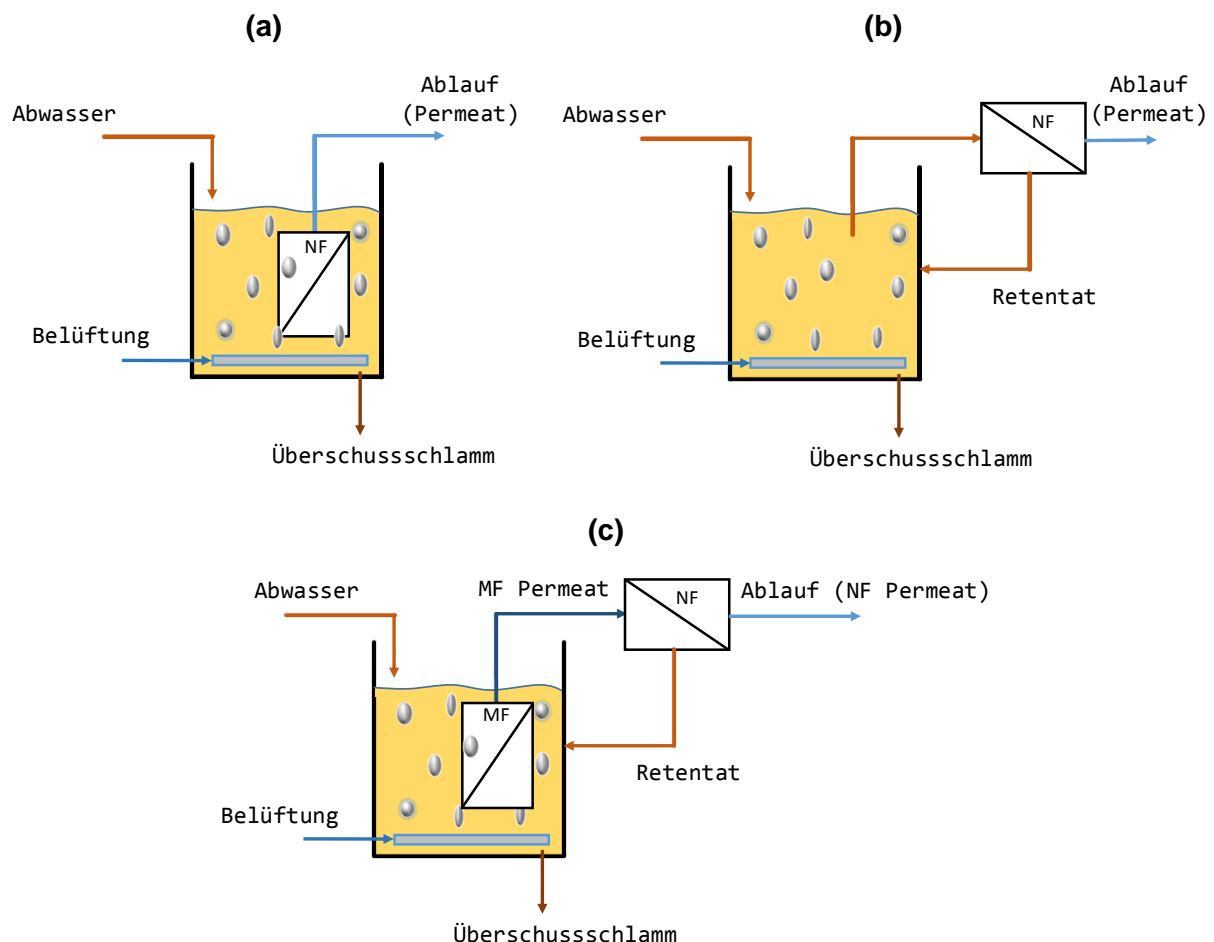 (a)
Abwasser
Ablauf
(Permeat)
NF
Belüftung
Überschussschlamm
(b)
Abwasser
NF
Ablauf
(Permeat)
Retentat
Belüftung
Überschussschlamm
(c)
Abwasser
MF Permeat
NF
Ablauf (NF Permeat)
MF
Retentat
Belüftung
Überschussschlamm